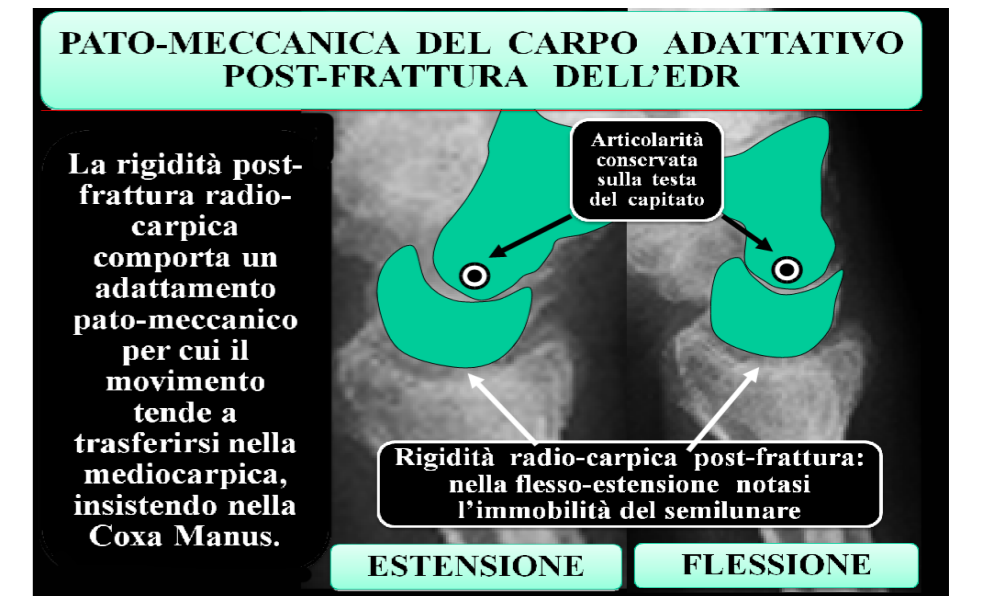 PATO-MECCANICA DEL CARPO ADATTATIVO
POST-FRATTURA DELL'EDR
La rigidità post-
frattura radio-
carpica
comporta un
adattamento
pato-meccanico
per cui il
movimento
tende a
trasferirsi nella
mediocarpica,
insistendo nella
Coxa Manus.
Articolarità
conservata
sulla testa
del capitato
Rigidità radio-carpica post-frattura:
nella flesso-estensione notasi
l'immobilità del semilunare
ESTENSIONE
FLESSIONE